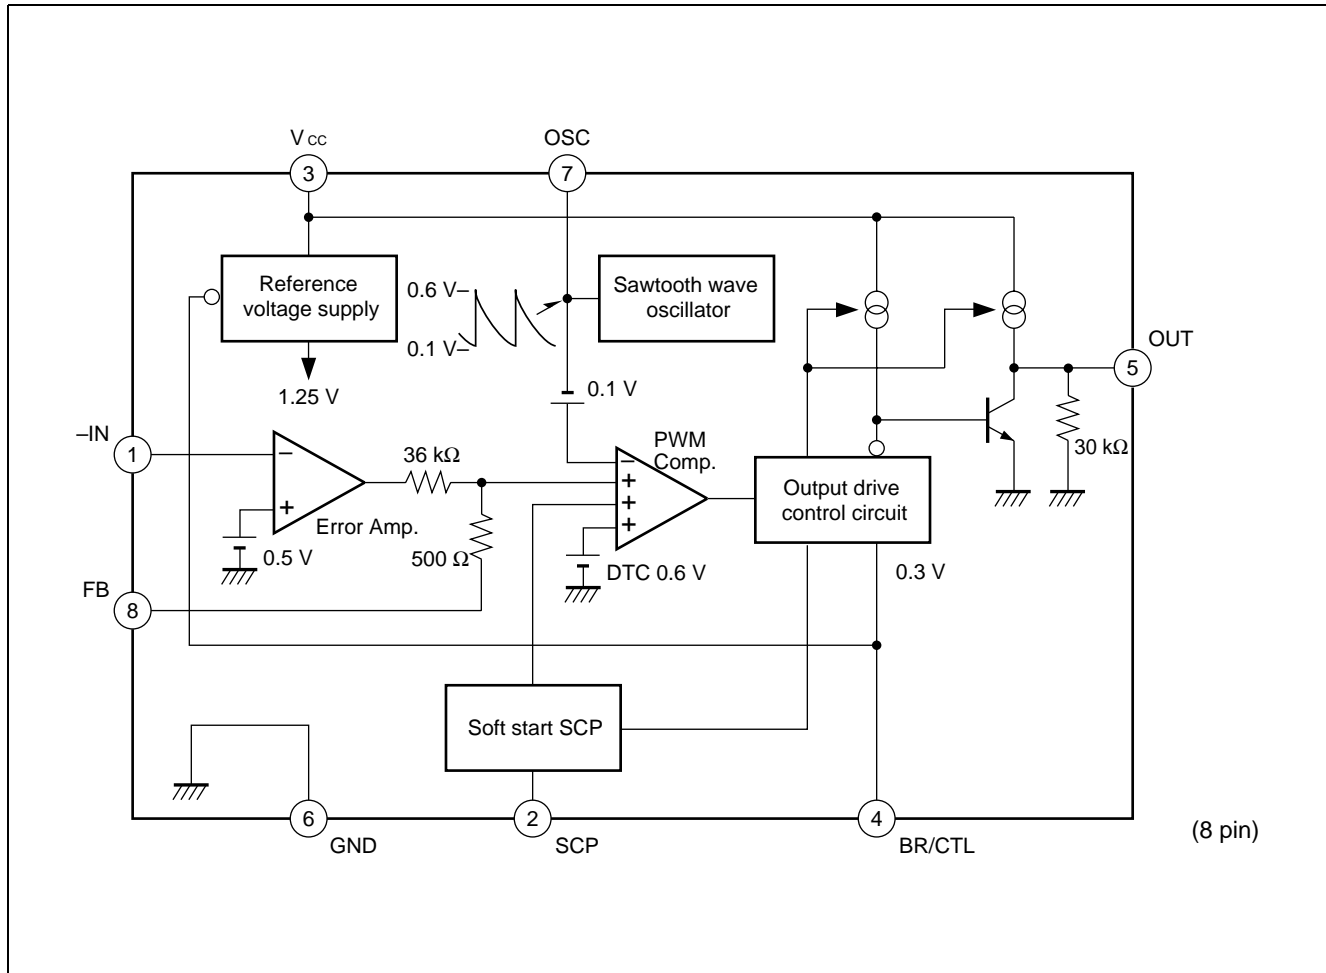 VCC
OSC
3
7
Reference
voltage supply
0.6 V–
0.1 V–
Sawtooth wave
oscillator
OUT
5
1.25 V
0.1 V
–IN
1
–
+
Error Amp.
0.5 V
36 kΩ
500 Ω
PWM
Comp.
–
+
+
+
DTC 0.6 V
Output drive
control circuit
30 kΩ
0.3 V
FB
8
Soft start SCP
6
GND
2
SCP
4
BR/CTL
(8 pin)